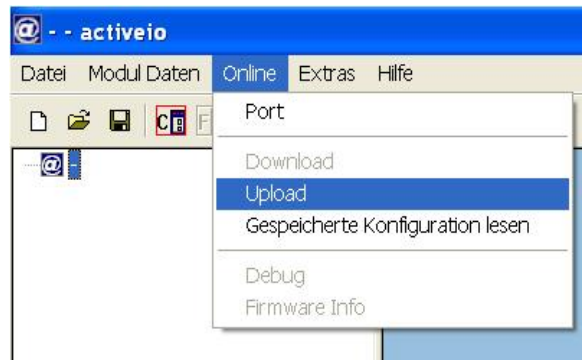 @ - - activeio
Datei Modul Daten Online Extras Hilfe
C F
@ -
Port
Download
Upload
Gespeicherte Konfiguration lesen
Debug
Firmware Info